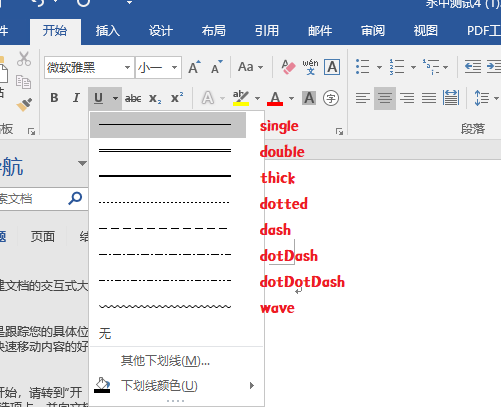 永中测试4 (1).
开始 插入 设计 布局 引用 邮件 审阅 视图 PDF工
微软雅黑 小一 A A Aa wén 文 A
贴
B I U abc X₂ X² A ab A A 字
板 段落
single
double
thick
dotted
dash
dotDash
dotDotDash
wave
航
索文档
题 页面 结
建文档的交互式大
是跟踪您的具体位
快速移动内容的好
开始，请转到"开
无
其他下划线(M)...
下划线颜色(U)